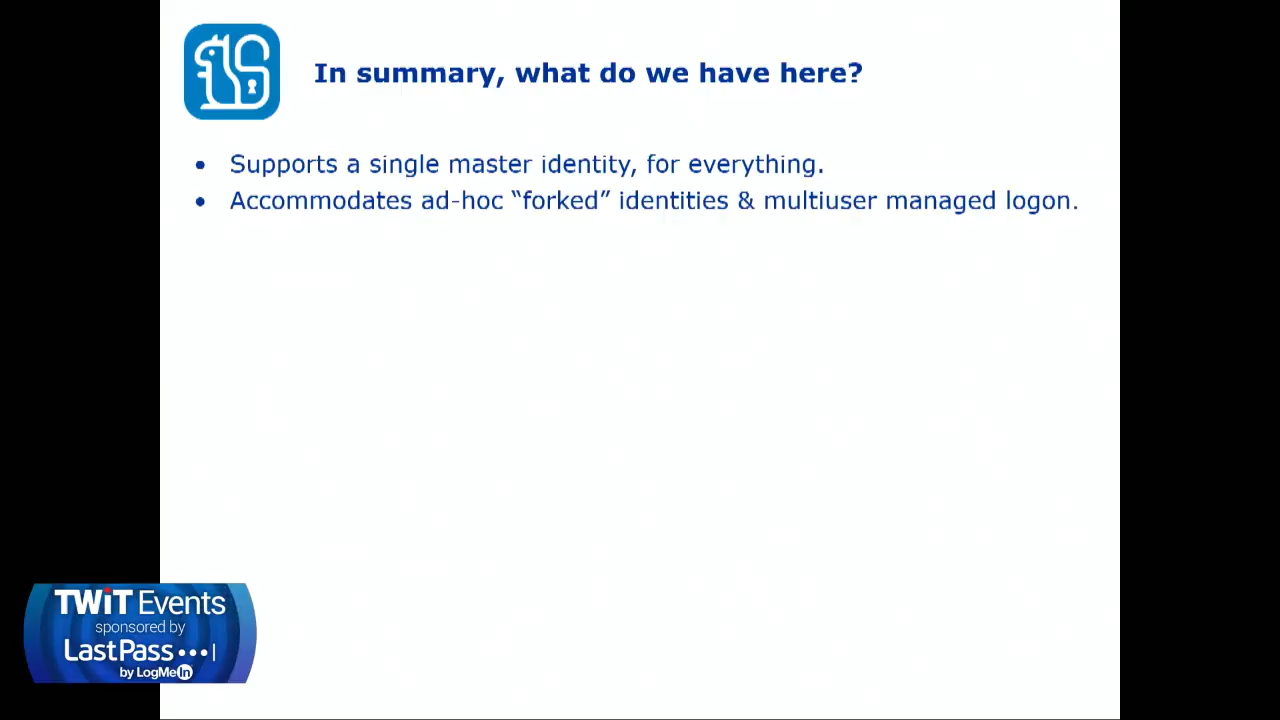 In summary, what do we have here?
• Supports a single master identity, for everything.
• Accommodates ad-hoc “forked” identities & multiuser managed logon.
TWiT Events
sponsored by
LastPass •••|
by LogMeIn